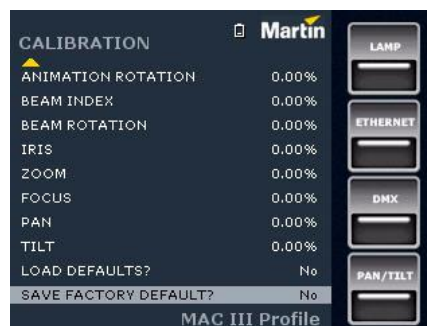 Martin
CALIBRATION
ANIMATION ROTATION 0.00%
BEAM INDEX 0.00%
BEAM ROTATION 0.00%
IRIS 0.00%
ZOOM 0.00%
FOCUS 0.00%
PAN 0.00%
TILT 0.00%
LOAD DEFAULTS? No
SAVE FACTORY DEFAULT? No
MAC III Profile
LAMP
ETHERNET
DMX
PAN/TILT